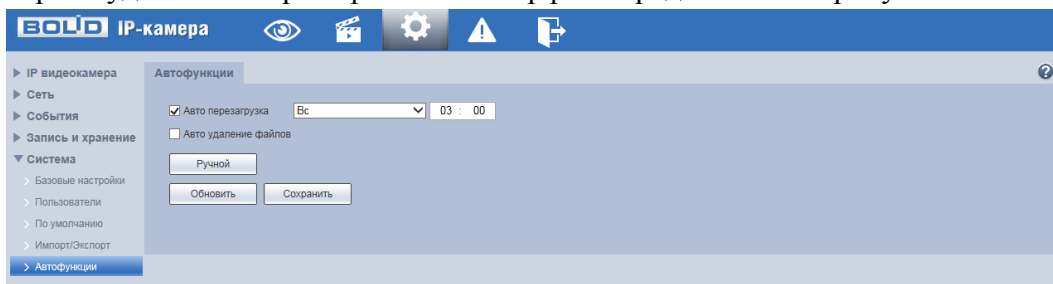 BOLID IP-камера
IP видеокамера
Сеть
События
Запись и хранение
Система
Базовые настройки
Пользователи
По умолчанию
Импорт/Экспорт
Автофункции
Автофункции
Авто перезагрузка Вс 03 : 00
Авто удаление файлов
Ручной
Обновить Сохранить